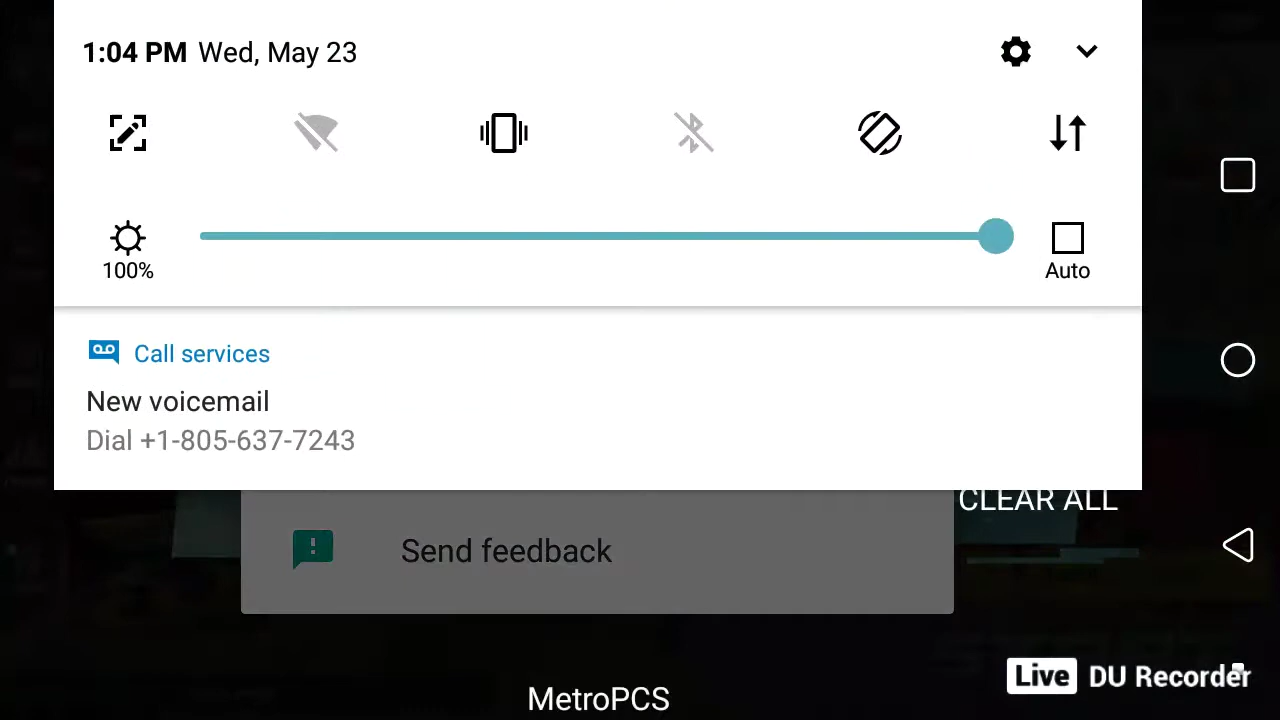 1:04 PM Wed, May 23
100%
Auto
Call services
New voicemail
Dial +1-805-637-7243
CLEAR ALL
Send feedback
Live DU Recorder
MetroPCS